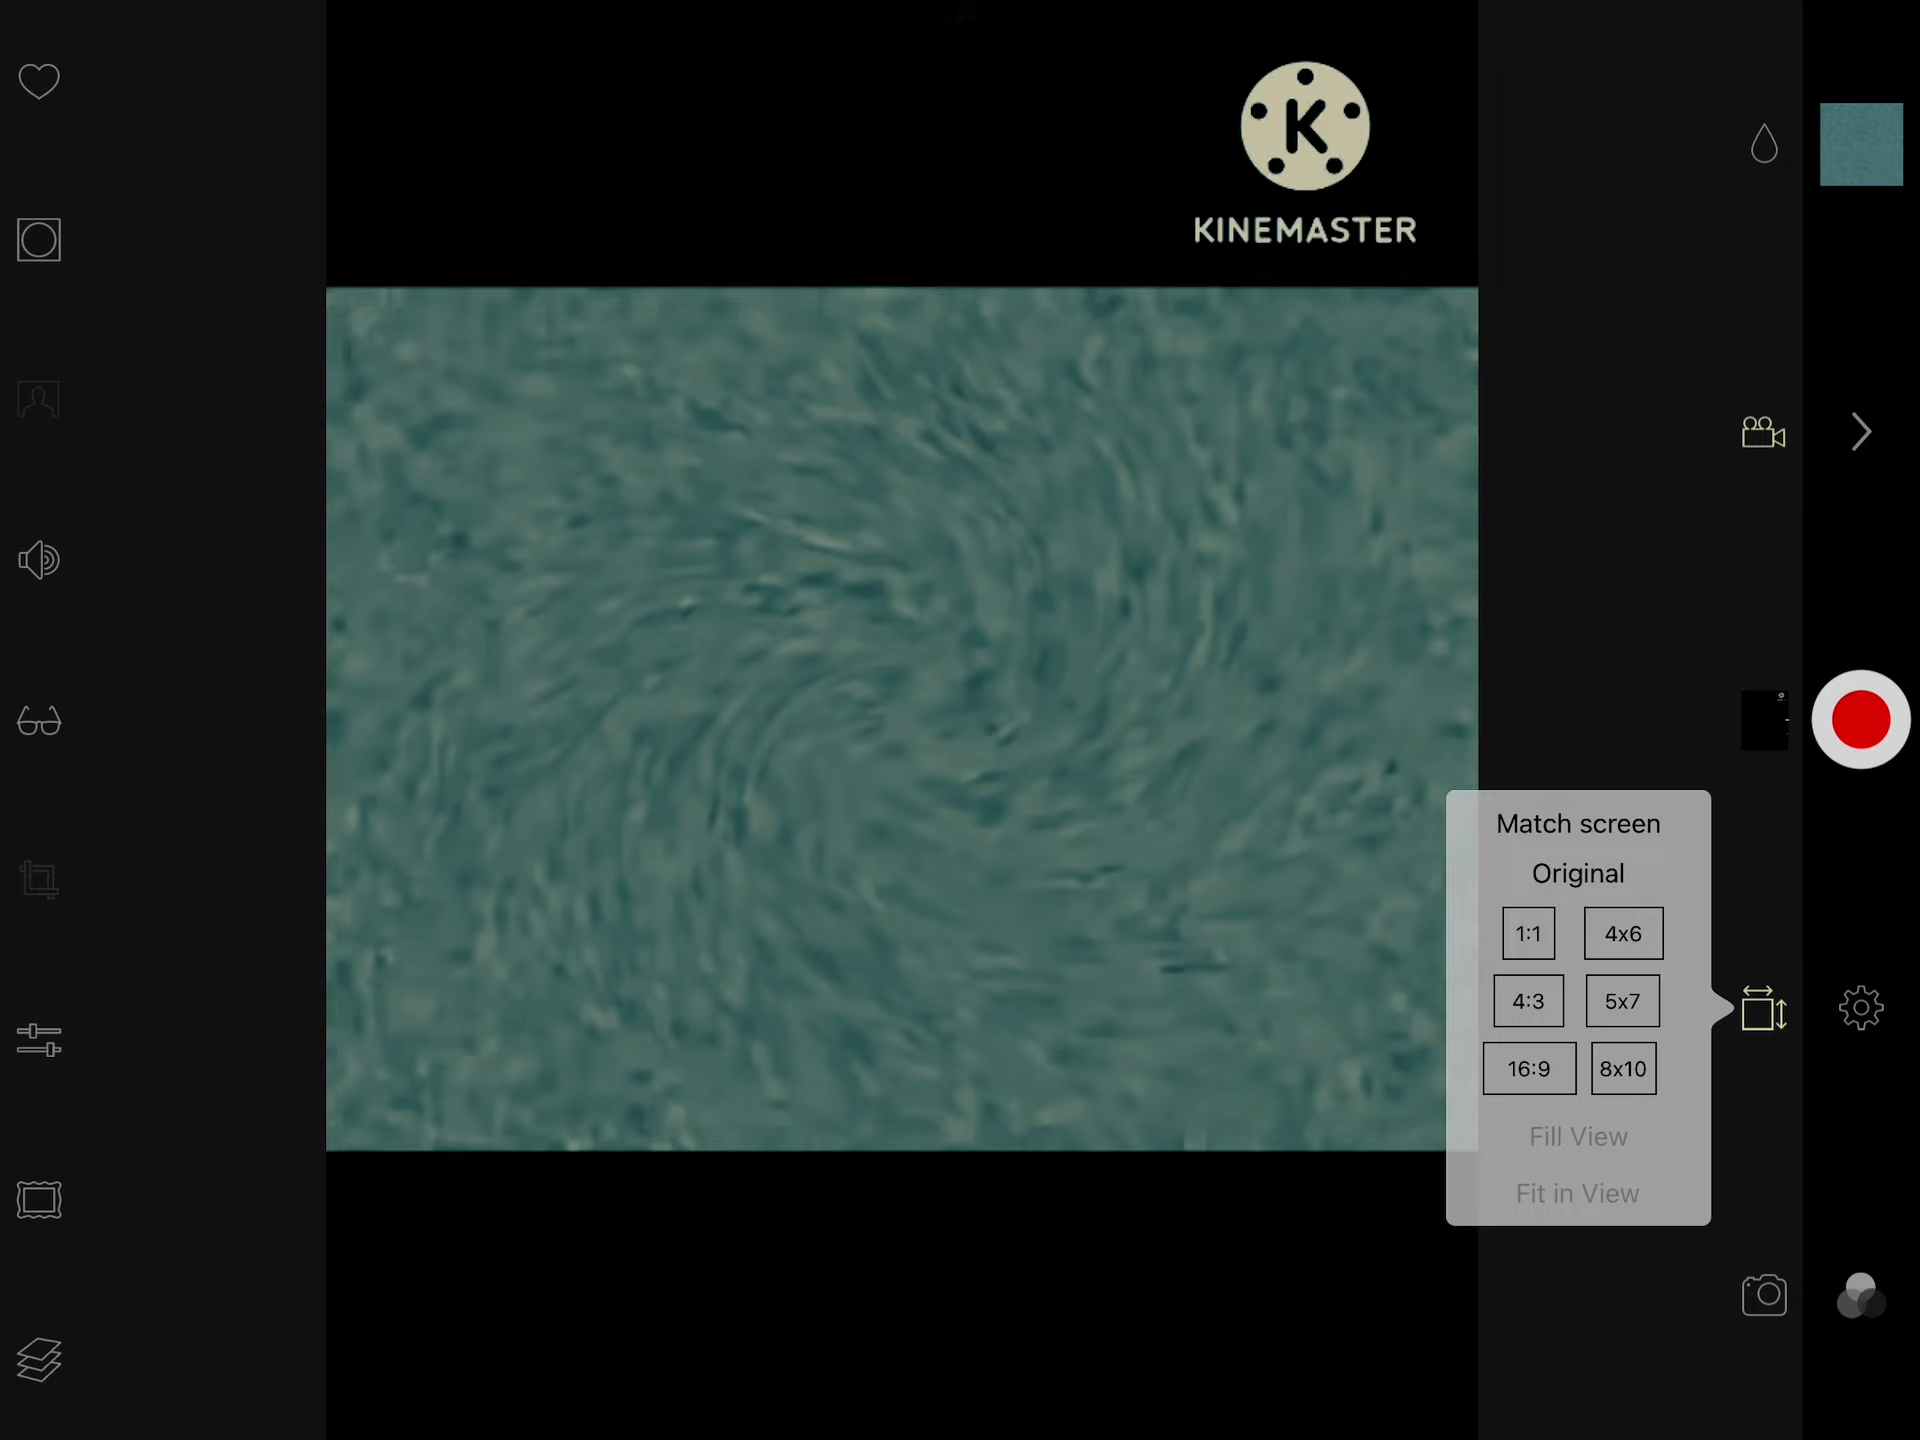 K
KINEMASTER
Match screen
Original
1:1 4x6
4:3 5x7
16:9 8x10
Fill View
Fit in View